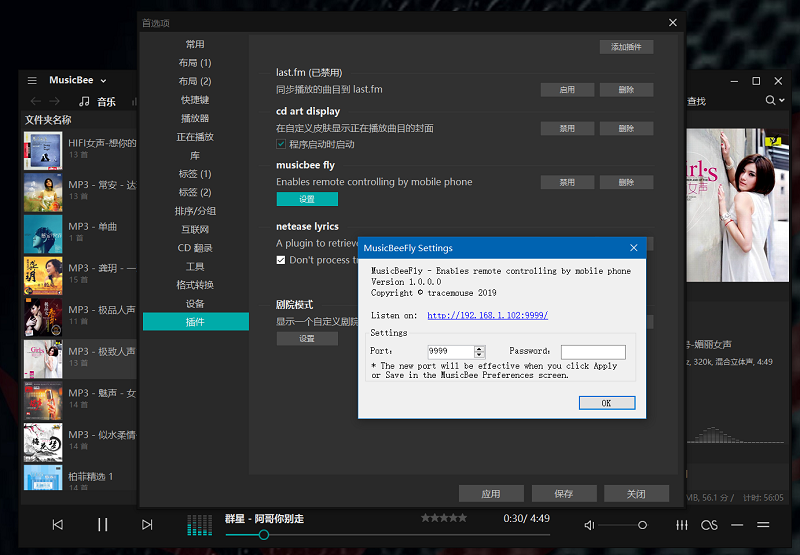 首选项
MusicBee
音乐
查找
文件夹名称
HIFI女声-想你的
13 首
MP3 - 常安 - 达
13 首
MP3 - 单曲
1 首
MP3 - 龚玥 - 一
15 首
MP3 - 极品人声
11 首
MP3 - 极致人声
13 首
MP3 - 魅声 - 女
14 首
MP3 - 似水柔情
14 首
柏菲精选 1
14 首
常用
布局 (1)
布局 (2)
快捷键
播放器
正在播放
库
标签 (1)
标签 (2)
排序/分组
互联网
CD 翻录
工具
格式转换
设备
插件
添加插件
last.fm (已禁用)
同步播放的曲目到 last.fm
启用
删除
cd art display
在自定义皮肤显示正在播放曲目的封面
禁用
删除
程序启动时启动
musicbee fly
Enables remote controlling by mobile phone
禁用
删除
设置
netease lyrics
A plugin to retrieve
Don't process t
剧院模式
显示一个自定义剧院
设置
MusicBeeFly Settings
MusicBeeFly - Enables remote controlling by mobile phone
Version 1.0.0.0
Copyright © tracemouse 2019
Listen on: http://192.168.1.102:9999/
Settings
Port: 9999 Password:
* The new port will be effective when you click Apply
or Save in the MusicBee Preferences screen.
OK
应用
保存
关闭
Girl's
女声
-媚丽女声
z, 320k, 混合立体声, 4:49
MB, 56.1 分 / 计时: 56:05
群星 - 阿哥你别走
0:30/ 4:49